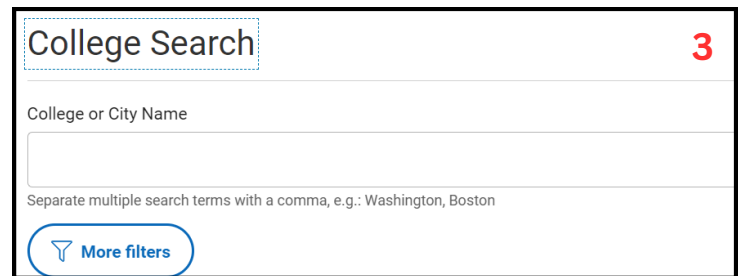 College Search
3
College or City Name
Separate multiple search terms with a comma, e.g.: Washington, Boston
More filters